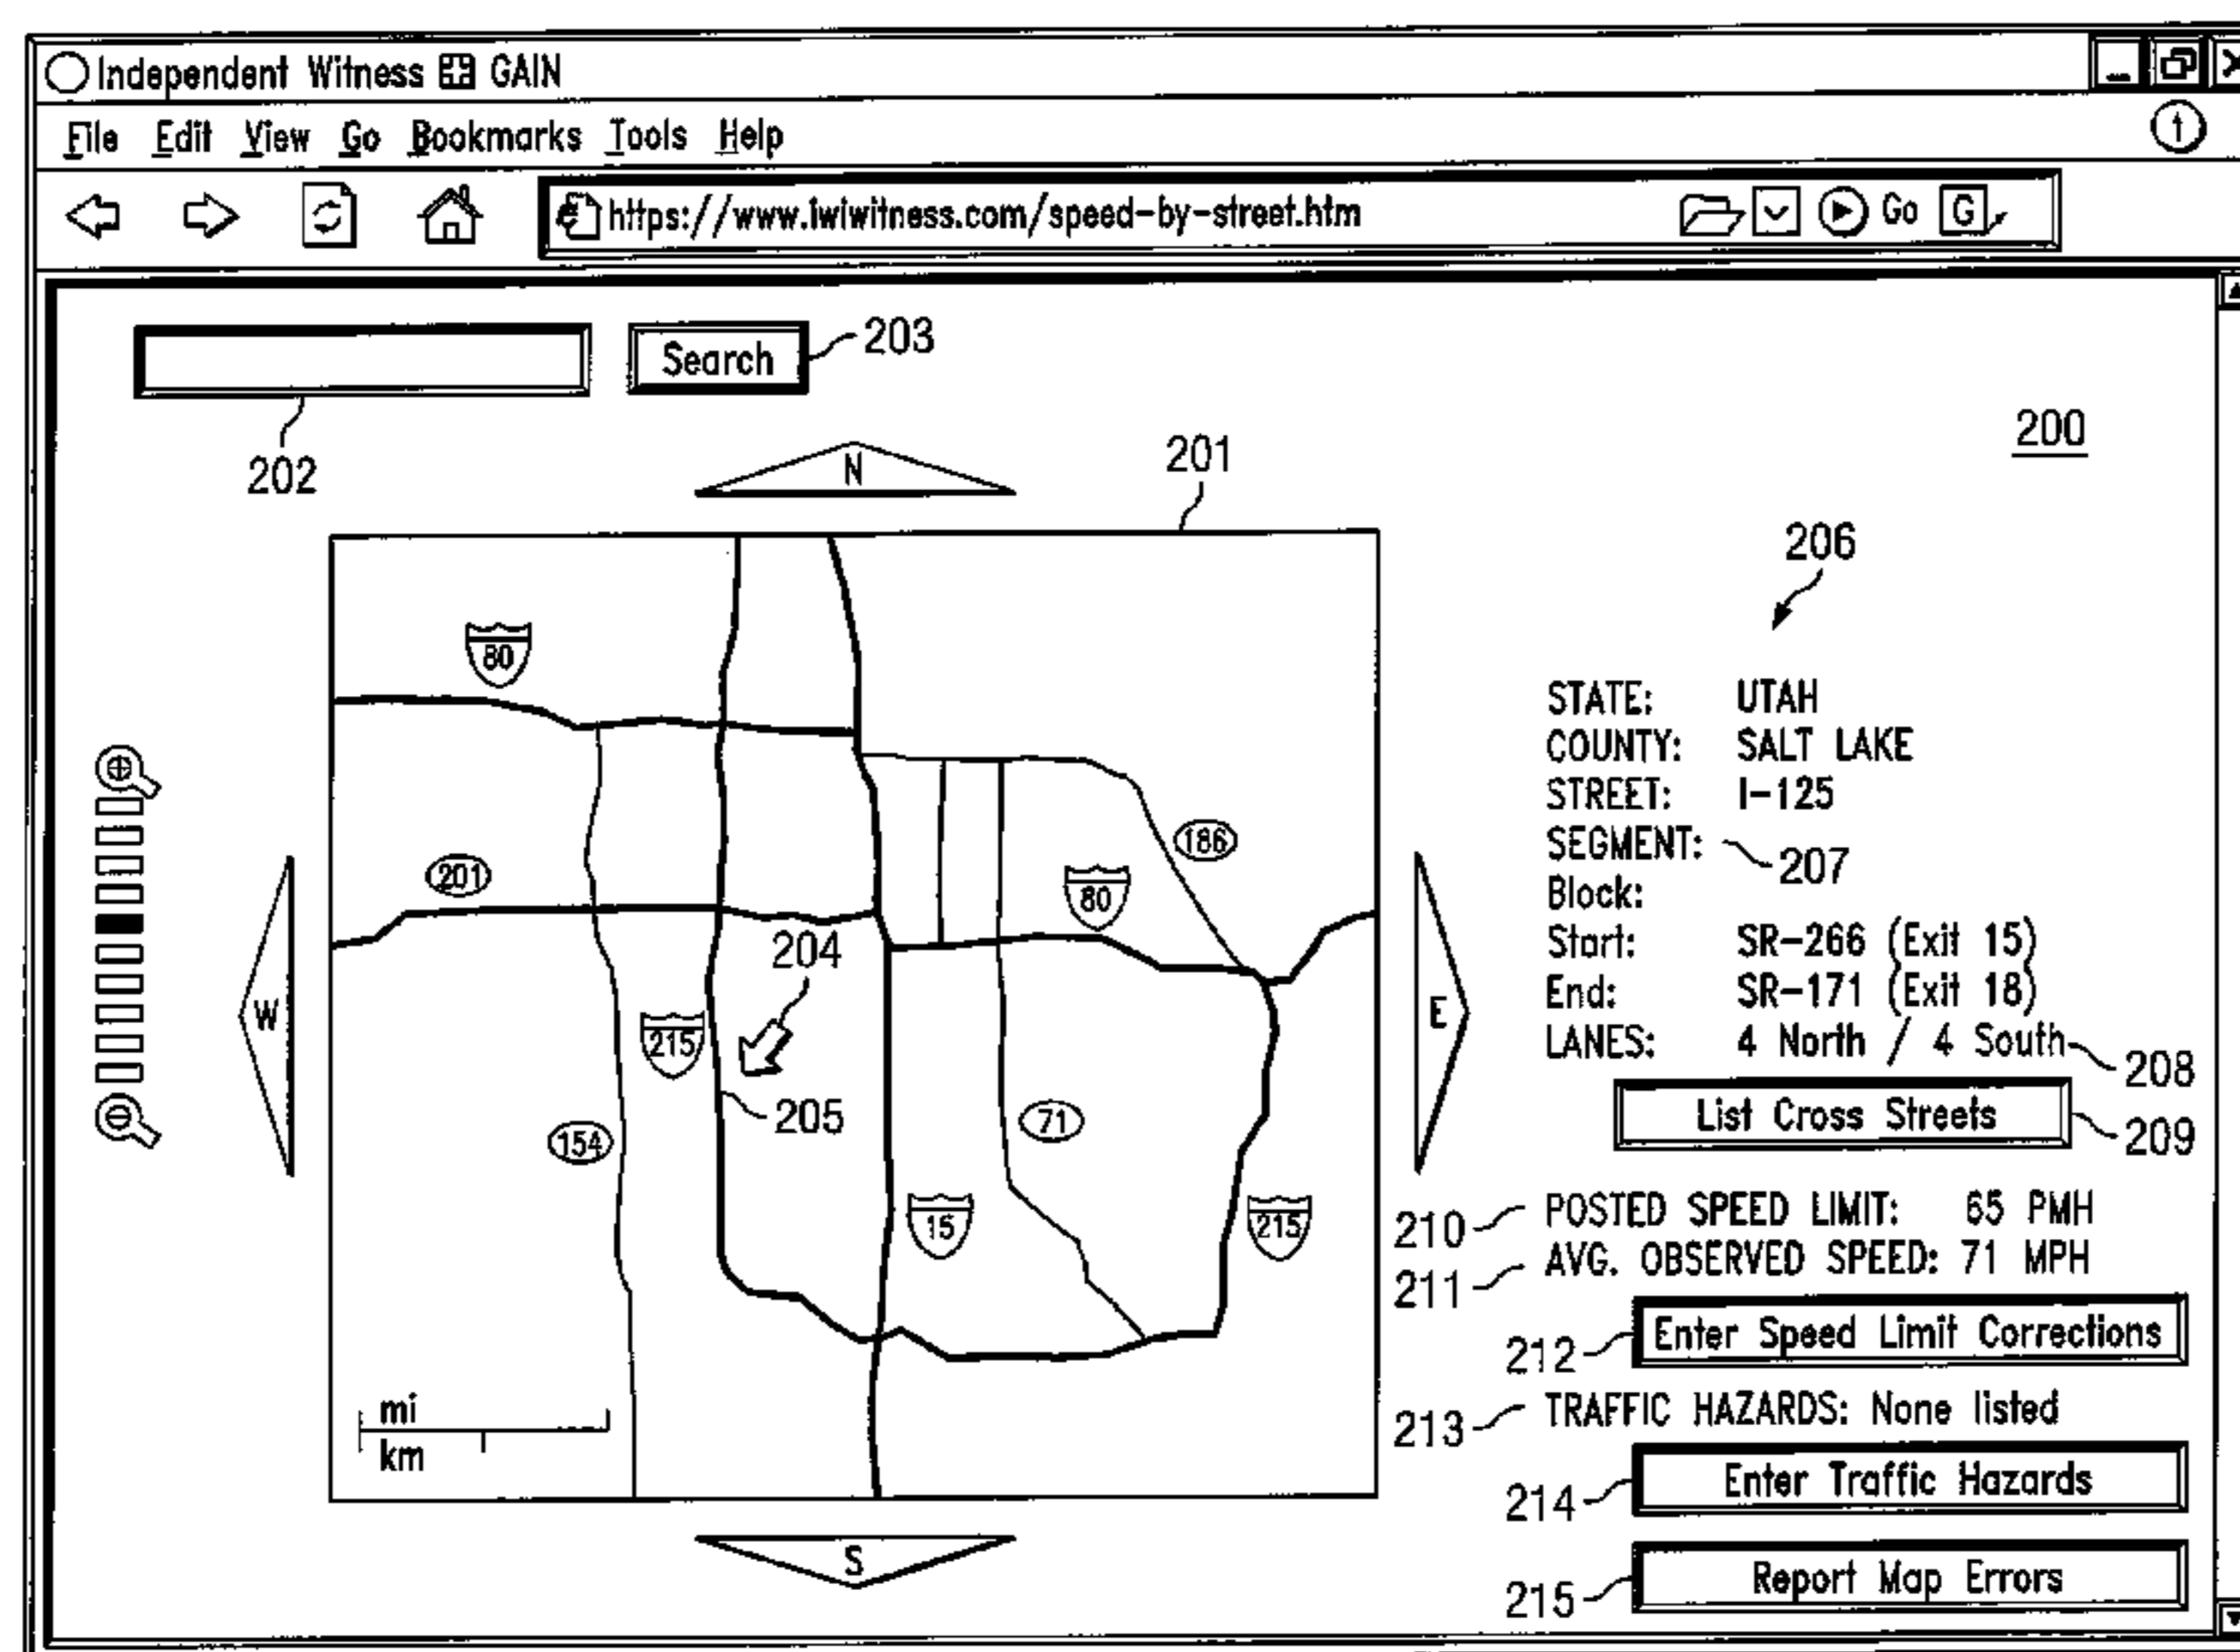 Independent Witness GAIN
File Edit View Go Bookmarks Tools Help
https://www.iwiwitness.com/speed-by-street.htm Go G
Search 203
202
200
N
201
206
80
STATE: UTAH
COUNTY: SALT LAKE
STREET: I-125
SEGMENT: 207
Block:
Start: SR-266 (Exit 15)
End: SR-171 (Exit 18)
LANES: 4 North / 4 South 208
List Cross Streets 209
186
201
80
204
W
215
E
205
154
71
15
215
210 POSTED SPEED LIMIT: 65 PMH
211 AVG. OBSERVED SPEED: 71 MPH
212 Enter Speed Limit Corrections
213 TRAFFIC HAZARDS: None listed
214 Enter Traffic Hazards
215 Report Map Errors
mi
km
S